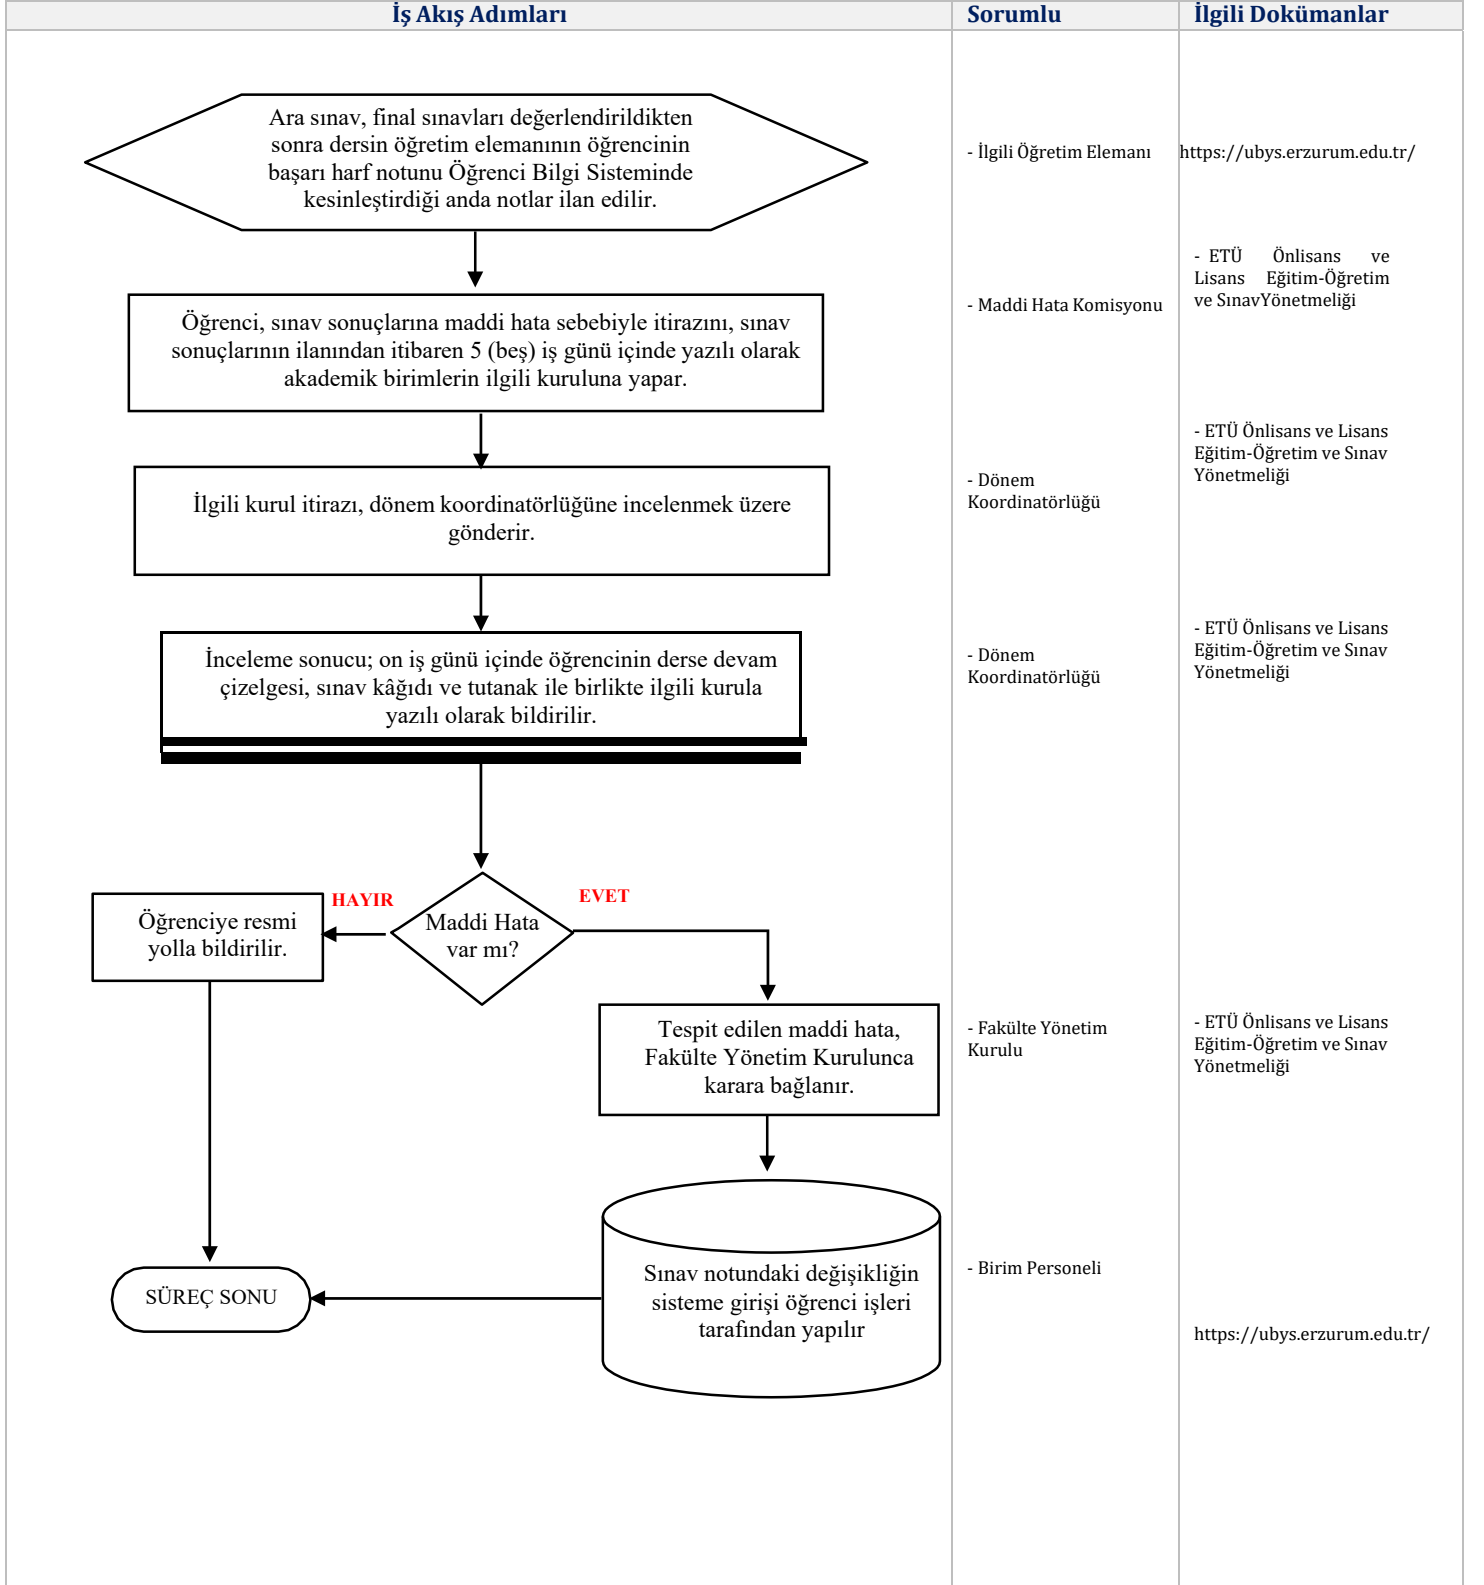 İş Akış Adımları
Sorumlu
İlgili Dokümanlar
Ara sınav, final sınavları değerlendirildikten
sonra dersin öğretim elemanının öğrencinin
başarı harf notunu Öğrenci Bilgi Sisteminde
kesinleştirdiği anda notlar ilan edilir.
- İlgili Öğretim Elemanı
https://ubys.erzurum.edu.tr/
Öğrenci, sınav sonuçlarına maddi hata sebebiyle itirazını, sınav
sonuçlarının ilanından itibaren 5 (beş) iş günü içinde yazılı olarak
akademik birimlerin ilgili kuruluna yapar.
- Maddi Hata Komisyonu
- ETÜ Önlisans ve
Lisans Eğitim-Öğretim
ve SınavYönetmeliği
İlgili kurul itirazı, dönem koordinatörlüğüne incelenmek üzere
gönderir.
- Dönem
Koordinatörlüğü
- ETÜ Önlisans ve Lisans
Eğitim-Öğretim ve Sınav
Yönetmeliği
İnceleme sonucu; on iş günü içinde öğrencinin derse devam
çizelgesi, sınav kâğıdı ve tutanak ile birlikte ilgili kurula
yazılı olarak bildirilir.
- Dönem
Koordinatörlüğü
- ETÜ Önlisans ve Lisans
Eğitim-Öğretim ve Sınav
Yönetmeliği
Maddi Hata
var mı?
HAYIR
EVET
Öğrenciye resmi
yolla bildirilir.
Tespit edilen maddi hata,
Fakülte Yönetim Kurulunca
karara bağlanır.
- Fakülte Yönetim
Kurulu
- ETÜ Önlisans ve Lisans
Eğitim-Öğretim ve Sınav
Yönetmeliği
Sınav notundaki değişikliğin
sisteme girişi öğrenci işleri
tarafından yapılır
- Birim Personeli
https://ubys.erzurum.edu.tr/
SÜREÇ SONU